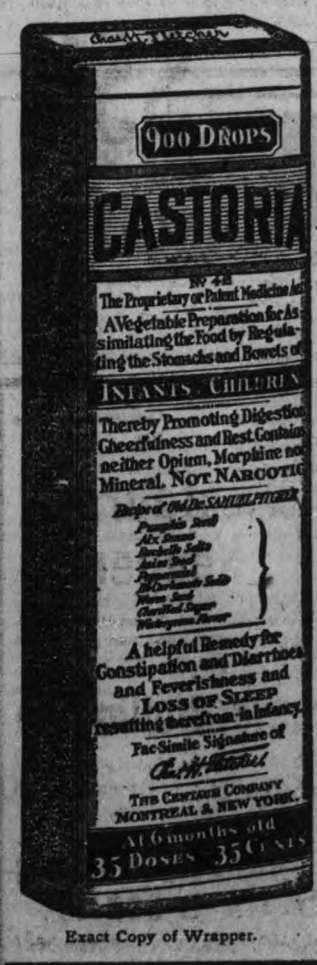 Chas. H. Fletcher
900 DROPS
CASTORIA
No 42
The Proprietary or Patent Medicine Act
A Vegetable Preparation for As-
similating the Food by Regula-
ting the Stomachs and Bowels of
INFANTS, CHILDREN
Thereby Promoting Digestion
Cheerfulness and Rest. Contains
neither Opium, Morphine nor
Mineral. NOT NARCOTIC
Recipe of Old Dr. SAMUEL PITCHER
Pumpkin Seed
Alx Senna
Rochelle Salts
Anise Seed
Peppermint
Bi Carbonate Soda
Worm Seed
Clarified Sugar
Wintergreen Flavor
A helpful Remedy for
Constipation and Diarrhoea
and Feverishness and
LOSS OF SLEEP
resulting therefrom in Infancy.
Fac-Simile Signature of
Chas. H. Fletcher.
THE CENTAUR COMPANY
MONTREAL & NEW YORK.
At 6 months old
35 DOSES - 35 CENTS
Exact Copy of Wrapper.